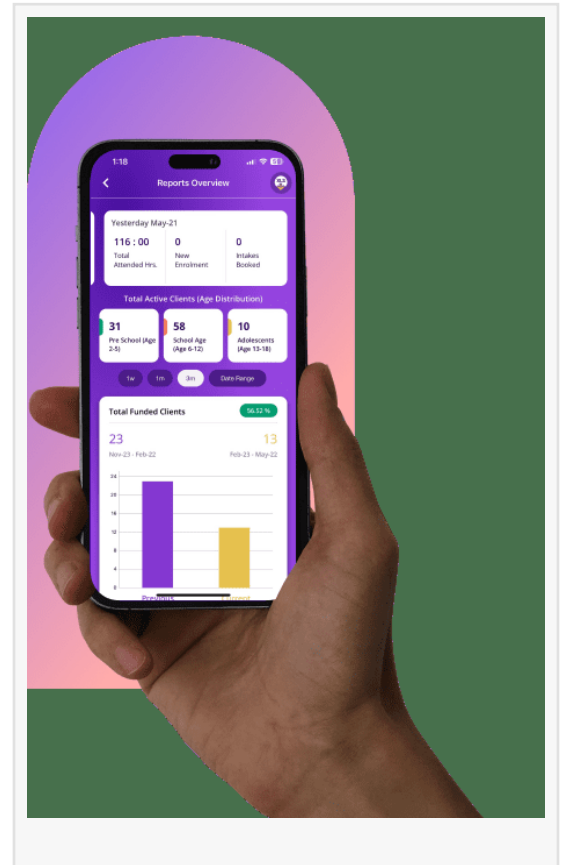 1:18
Reports Overview
Yesterday May-21
116 : 00 0 0
Total New Intakes
Attended Hrs. Enrolment Booked
Total Active Clients (Age Distribution)
31 58 10
Pre School (Age School Age Adolescents
2-5) (Age 6-12) (Age 13-18)
1w 1m 3m Date Range
Total Funded Clients 56.52 %
23 13
Nov-23 - Feb-22 Feb-23 - May-22
24
20
16
12
8
4
0
Previous Current